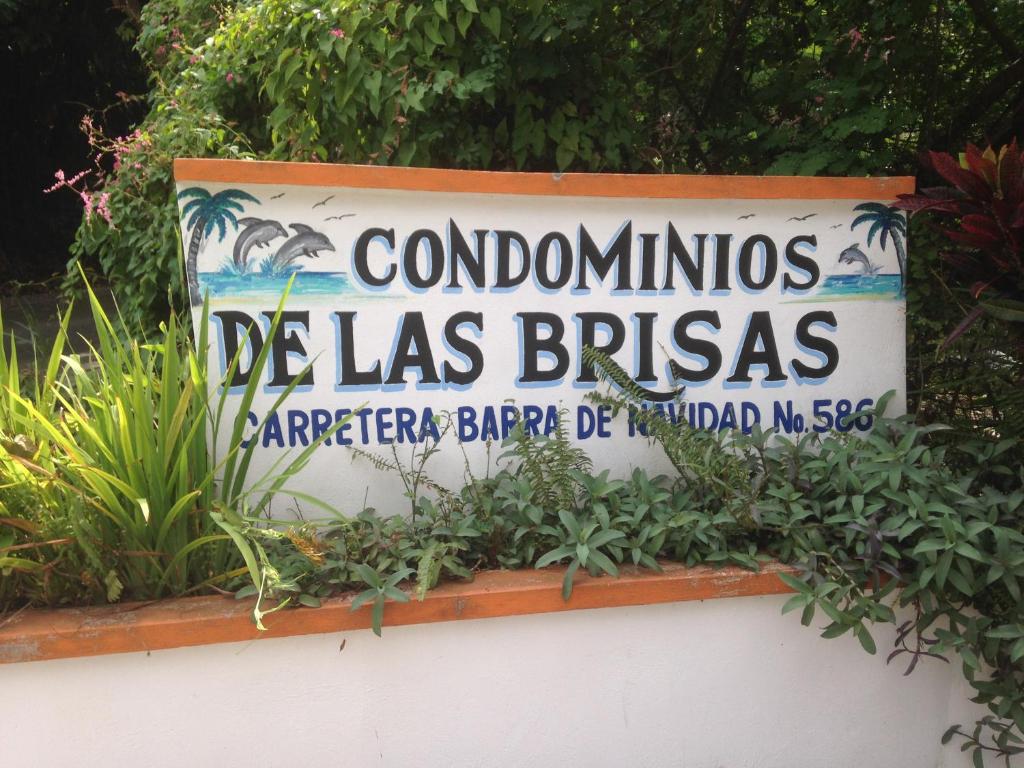 CONDOMINIOS
DE LAS BRISAS
CARRETERA BARRA DE NAVIDAD No. 586